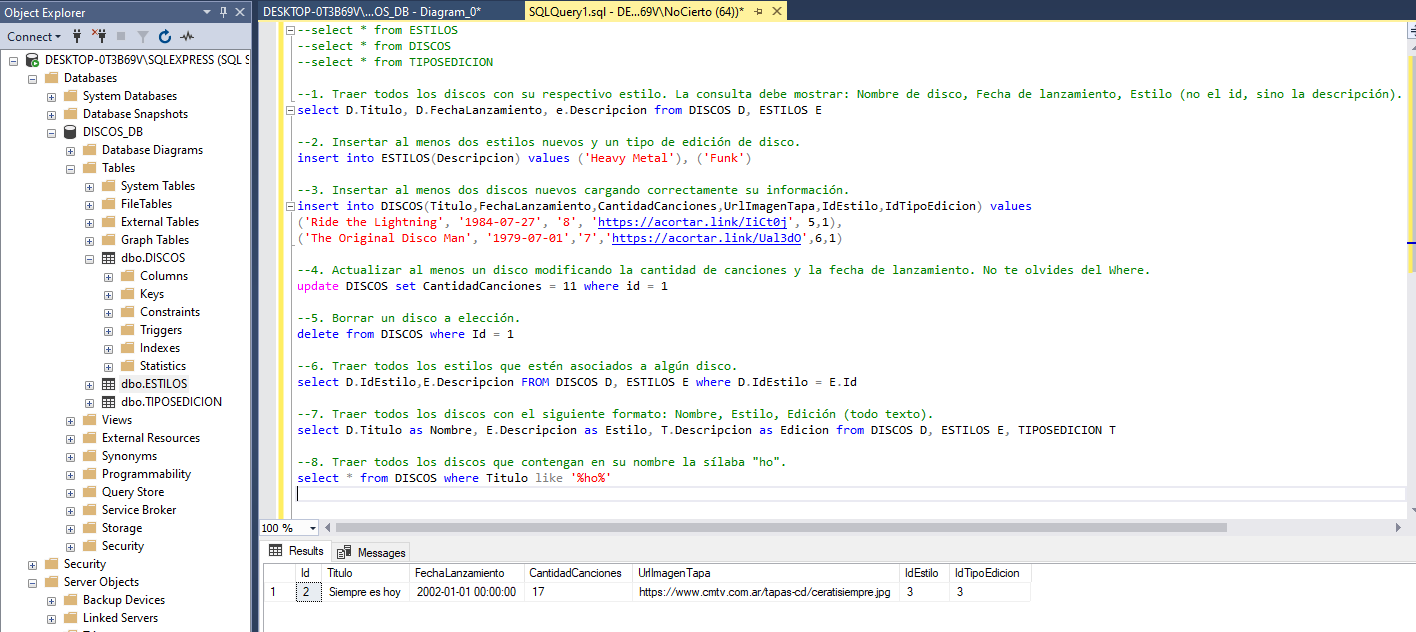 Object Explorer
Connect
DESKTOP-0T3B69V\SQLEXPRESS (SQL S
Databases
System Databases
Database Snapshots
DISCOS_DB
Database Diagrams
Tables
System Tables
FileTables
External Tables
Graph Tables
dbo.DISCOS
Columns
Keys
Constraints
Triggers
Indexes
Statistics
dbo.ESTILOS
dbo.TIPOSEDICION
Views
External Resources
Synonyms
Programmability
Query Store
Service Broker
Storage
Security
Security
Server Objects
Backup Devices
Linked Servers
DESKTOP-0T3B69V\...OS_DB - Diagram_0*
SQLQuery1.sql - DE...69V\NoCierto (64))*
--select * from ESTILOS
--select * from DISCOS
--select * from TIPOSEDICION
--1. Traer todos los discos con su respectivo estilo. La consulta debe mostrar: Nombre de disco, Fecha de lanzamiento, Estilo (no el id, sino la descripción).
select D.Titulo, D.FechaLanzamiento, e.Descripcion from DISCOS D, ESTILOS E
--2. Insertar al menos dos estilos nuevos y un tipo de edición de disco.
insert into ESTILOS(Descripcion) values ('Heavy Metal'), ('Funk')
--3. Insertar al menos dos discos nuevos cargando correctamente su información.
insert into DISCOS(Titulo,FechaLanzamiento,CantidadCanciones,UrlImagenTapa,IdEstilo,IdTipoEdicion) values
('Ride the Lightning', '1984-07-27', '8', 'https://acortar.link/IiCt0j', 5,1),
('The Original Disco Man', '1979-07-01','7','https://acortar.link/Ual3dO',6,1)
--4. Actualizar al menos un disco modificando la cantidad de canciones y la fecha de lanzamiento. No te olvides del Where.
update DISCOS set CantidadCanciones = 11 where id = 1
--5. Borrar un disco a elección.
delete from DISCOS where Id = 1
--6. Traer todos los estilos que estén asociados a algún disco.
select D.IdEstilo,E.Descripcion FROM DISCOS D, ESTILOS E where D.IdEstilo = E.Id
--7. Traer todos los discos con el siguiente formato: Nombre, Estilo, Edición (todo texto).
select D.Titulo as Nombre, E.Descripcion as Estilo, T.Descripcion as Edicion from DISCOS D, ESTILOS E, TIPOSEDICION T
--8. Traer todos los discos que contengan en su nombre la sílaba "ho".
select * from DISCOS where Titulo like '%ho%'
100 %
Results Messages
Id Titulo FechaLanzamiento CantidadCanciones UrlImagenTapa IdEstilo IdTipoEdicion
1 2 Siempre es hoy 2002-01-01 00:00:00 17 https://www.cmtv.com.ar/tapas-cd/ceratisiempre.jpg 3 3